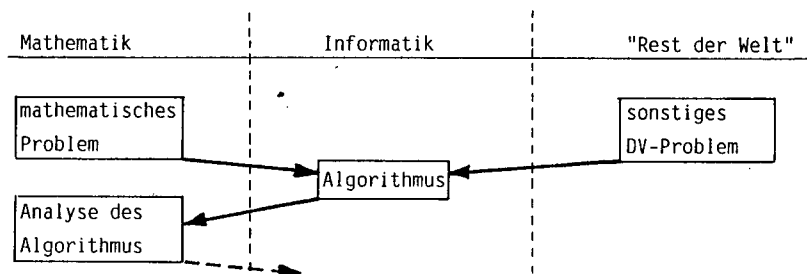 Mathematik Informatik "Rest der Welt"
mathematisches
Problem
sonstiges
DV-Problem
Algorithmus
Analyse des
Algorithmus